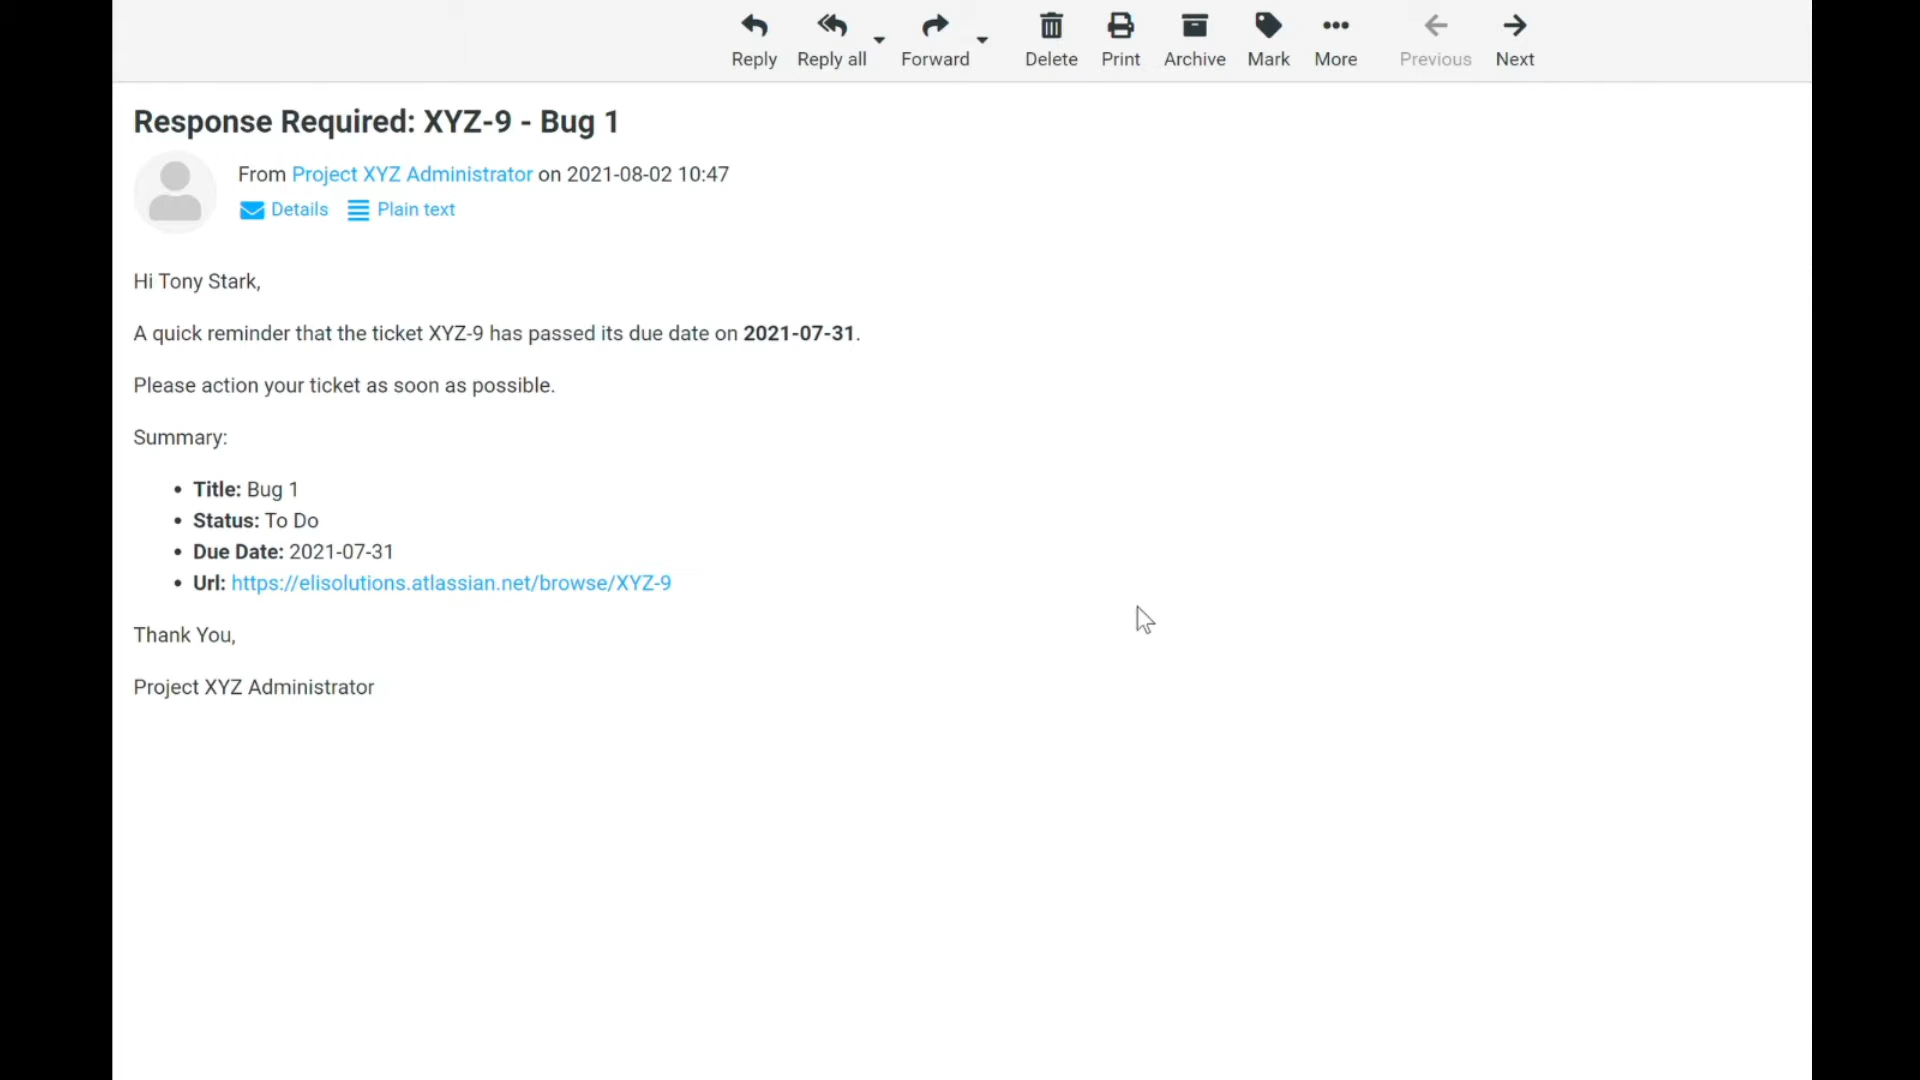 Reply Reply all Forward Delete Print Archive Mark More Previous Next
Response Required: XYZ-9 - Bug 1
From Project XYZ Administrator on 2021-08-02 10:47
Details Plain text
Hi Tony Stark,
A quick reminder that the ticket XYZ-9 has passed its due date on 2021-07-31.
Please action your ticket as soon as possible.
Summary:
• Title: Bug 1
• Status: To Do
• Due Date: 2021-07-31
• Url: https://elisolutions.atlassian.net/browse/XYZ-9
Thank You,
Project XYZ Administrator